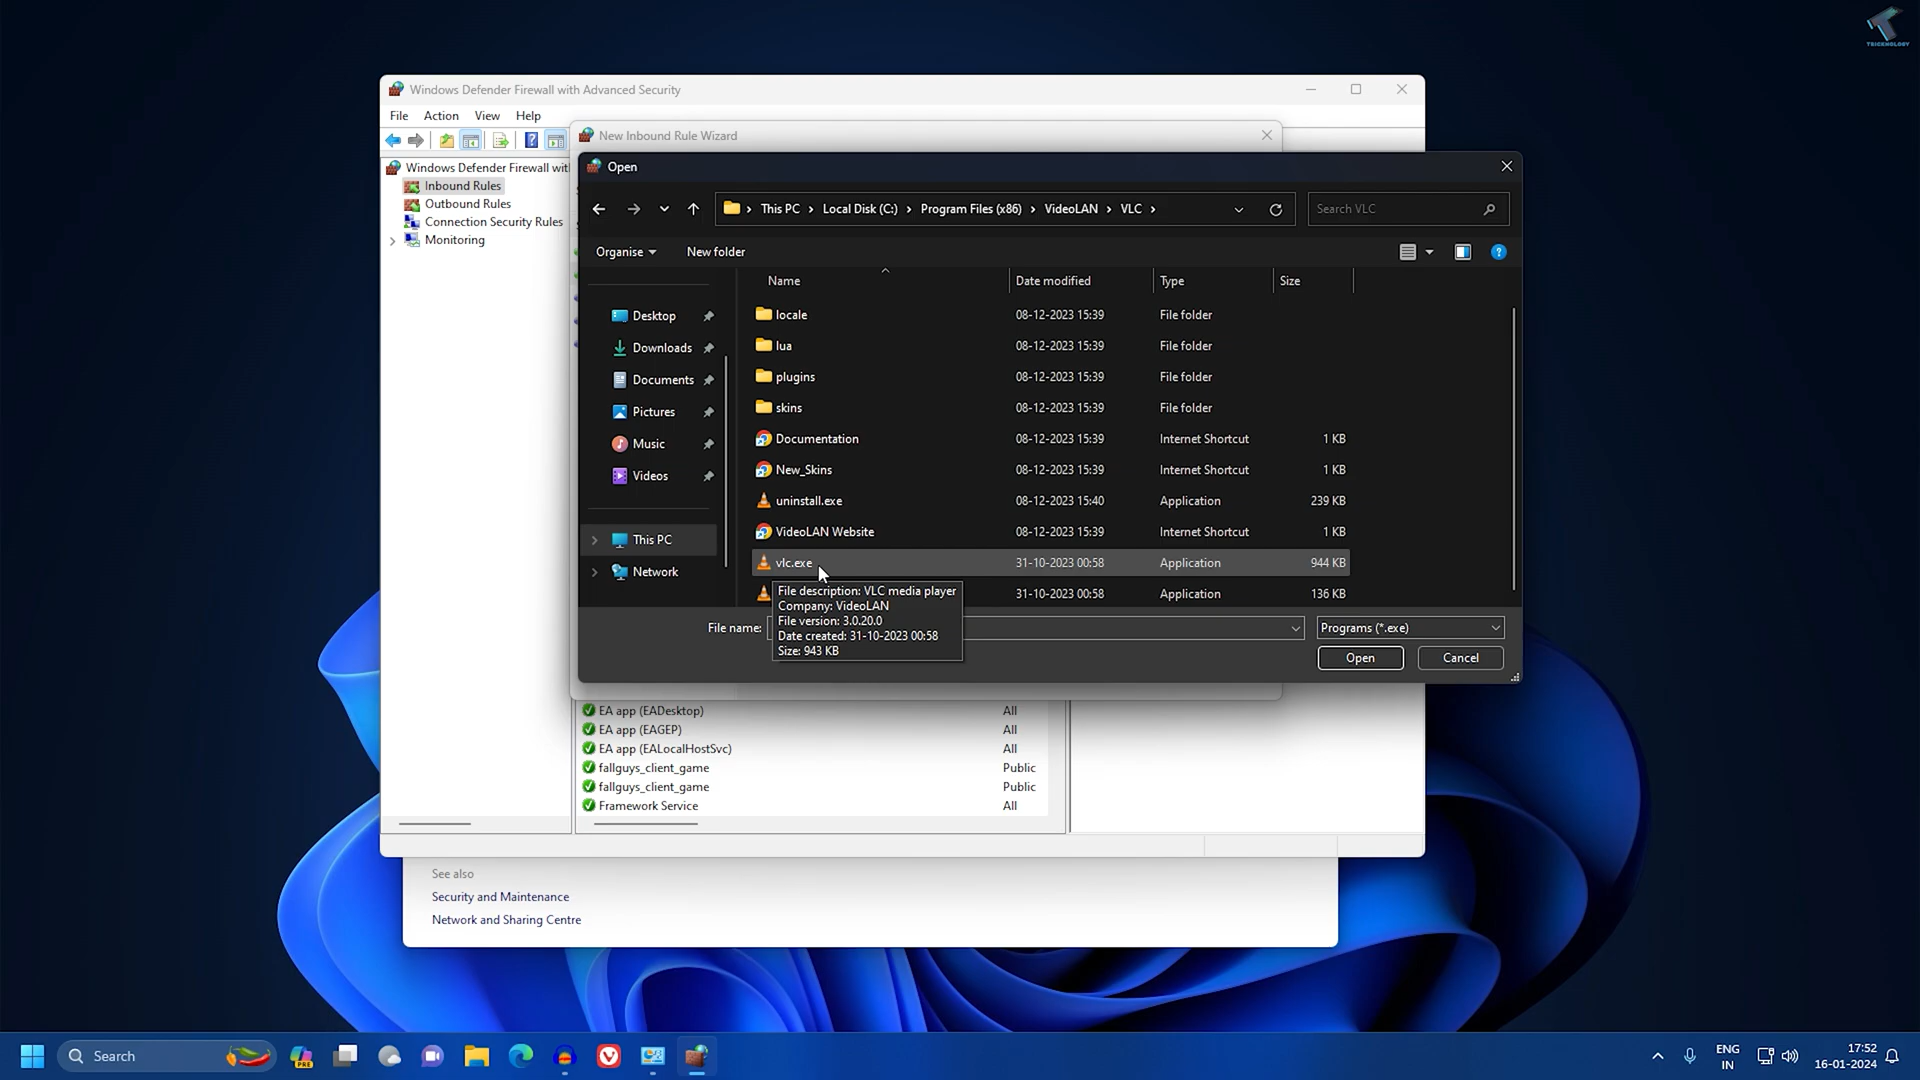 TRICKNOLOGY
Windows Defender Firewall with Advanced Security
File Action View Help
New Inbound Rule Wizard
Windows Defender Firewall wit
Inbound Rules
Outbound Rules
Connection Security Rules
Monitoring
Open
This PC › Local Disk (C:) › Program Files (x86) › VideoLAN › VLC ›
Search VLC
Organise
New folder
Name Date modified Type Size
Desktop
Downloads
Documents
Pictures
Music
Videos
This PC
Network
locale 08-12-2023 15:39 File folder
lua 08-12-2023 15:39 File folder
plugins 08-12-2023 15:39 File folder
skins 08-12-2023 15:39 File folder
Documentation 08-12-2023 15:39 Internet Shortcut 1 KB
New_Skins 08-12-2023 15:39 Internet Shortcut 1 KB
uninstall.exe 08-12-2023 15:40 Application 239 KB
VideoLAN Website 08-12-2023 15:39 Internet Shortcut 1 KB
vlc.exe 31-10-2023 00:58 Application 944 KB
31-10-2023 00:58 Application 136 KB
File description: VLC media player
Company: VideoLAN
File version: 3.0.20.0
Date created: 31-10-2023 00:58
Size: 943 KB
File name:
Programs (*.exe)
Open Cancel
EA app (EADesktop) All
EA app (EAGEP) All
EA app (EALocalHostSvc) All
fallguys_client_game Public
fallguys_client_game Public
Framework Service All
See also
Security and Maintenance
Network and Sharing Centre
Search
PRE
ENG
IN
17:52
16-01-2024